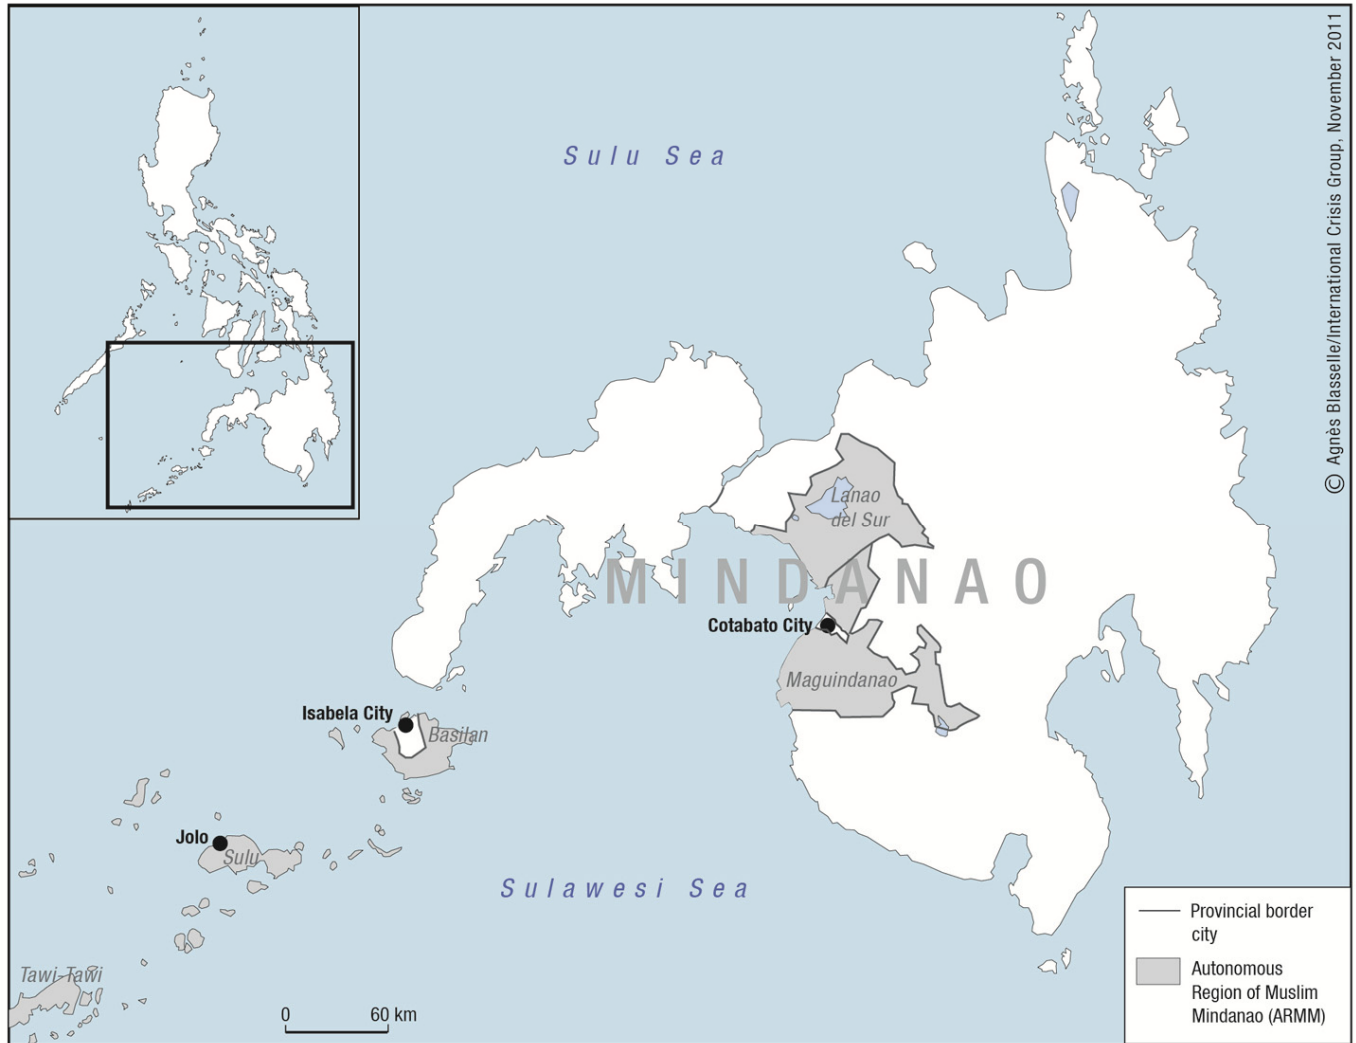 Sulu Sea
© Agnès Blasselle/International Crisis Group, November 2011
Lanao
del Sur
MINDANAO
Cotabato City
Maguindanao
Isabela City
Basilan
Jolo
Sulu
Sulawesi Sea
Tawi-Tawi
0 60 km
Provincial border
city
Autonomous
Region of Muslim
Mindanao (ARMM)